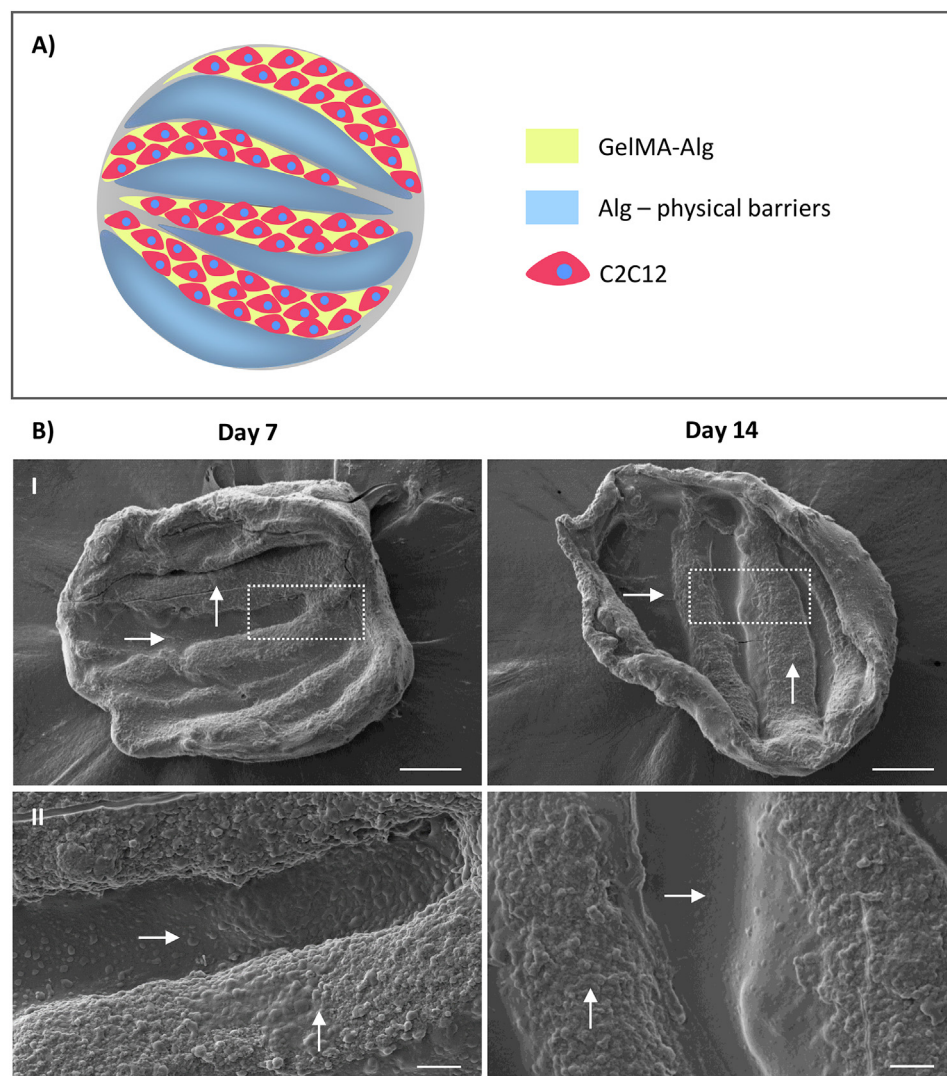 A)
GelMA-Alg
Alg – physical barriers
C2C12
B)
Day 7
Day 14
I
II